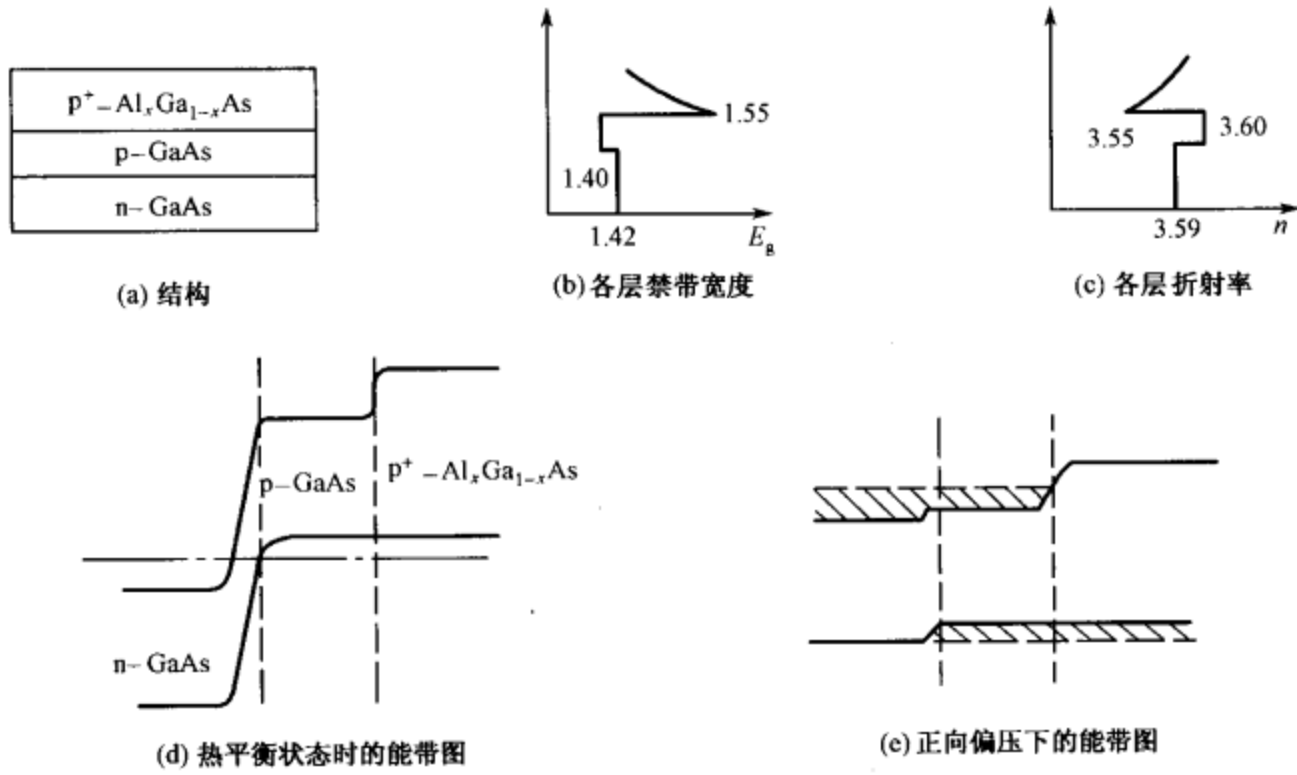 p⁺－AlₓGa₁₋ₓAs
p－GaAs
n－GaAs
(a) 结构
1.55
1.40
1.42
E_g
(b) 各层禁带宽度
3.55
3.60
3.59
n
(c) 各层折射率
p－GaAs
p⁺－AlₓGa₁₋ₓAs
n－GaAs
(d) 热平衡状态时的能带图
(e) 正向偏压下的能带图